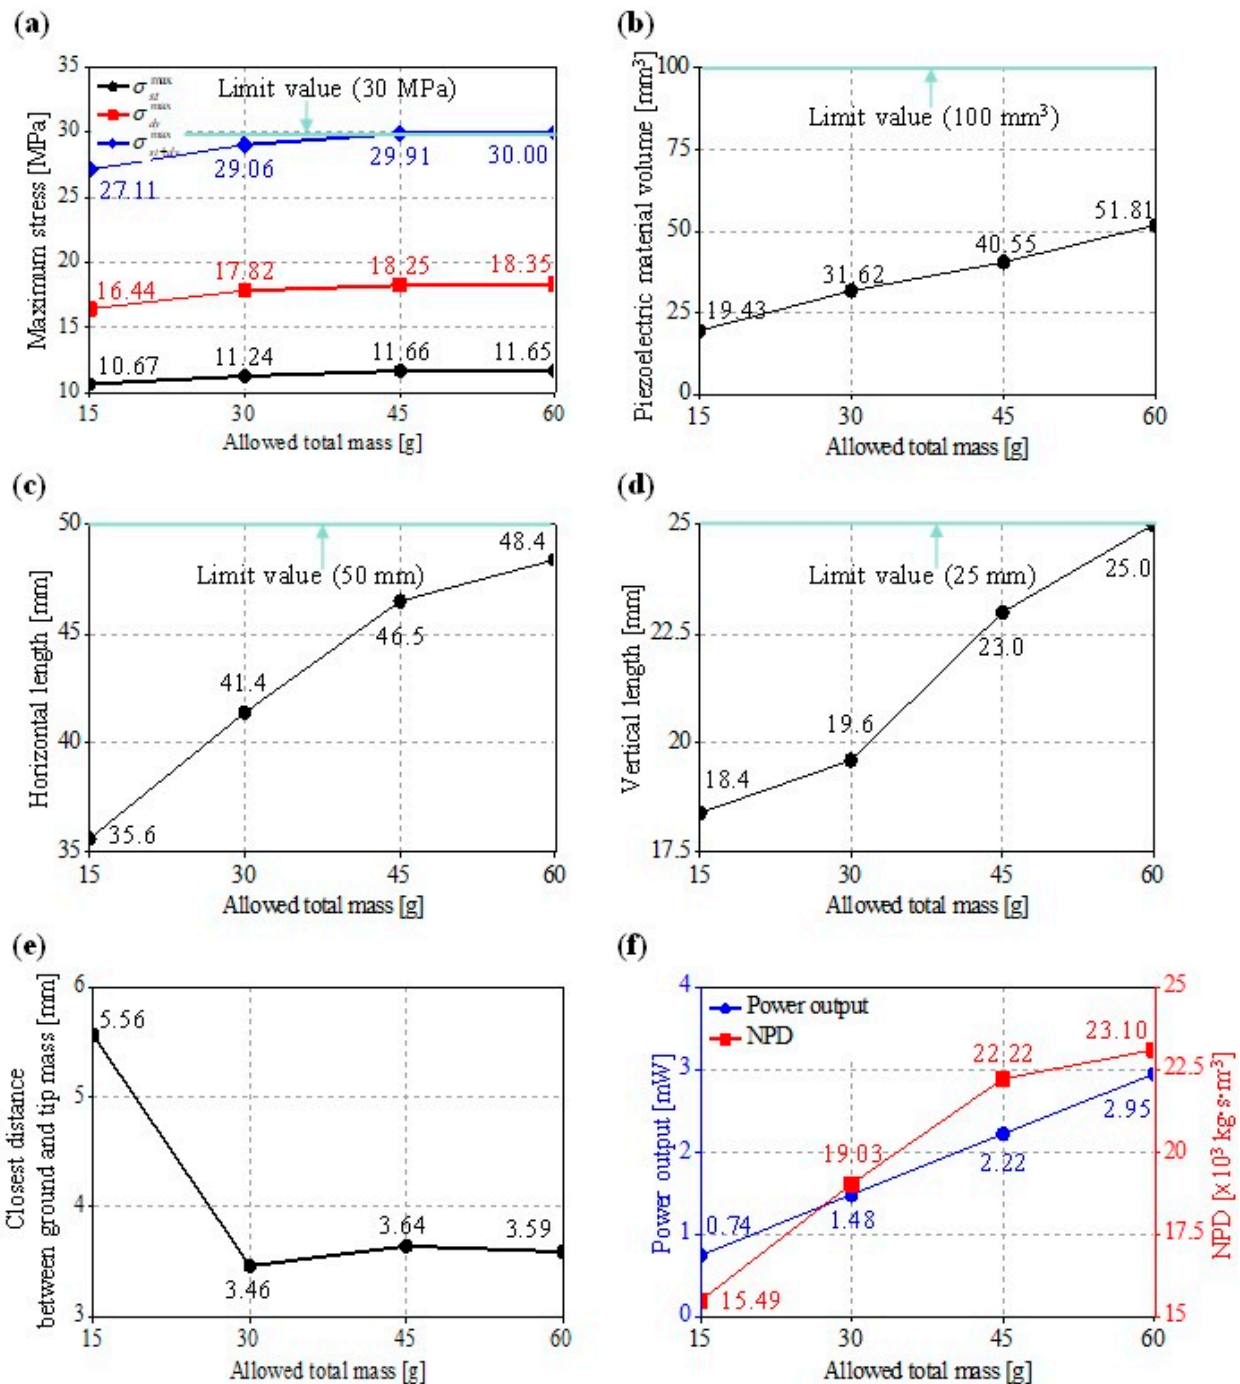 (a)
Maximum stress [MPa]
35
30
25
20
15
10
σ st max
σ dy max
σ st+dy max
Limit value (30 MPa)
27.11
29.06
29.91
30.00
16.44
17.82
18.25
18.35
10.67
11.24
11.66
11.65
15 30 45 60
Allowed total mass [g]
(b)
Piezoelectric material volume [mm³]
100
75
50
25
0
Limit value (100 mm³)
19.43
31.62
40.55
51.81
15 30 45 60
Allowed total mass [g]
(c)
Horizontal length [mm]
50
45
40
35
Limit value (50 mm)
35.6
41.4
46.5
48.4
15 30 45 60
Allowed total mass [g]
(d)
Vertical length [mm]
25
22.5
20
17.5
Limit value (25 mm)
18.4
19.6
23.0
25.0
15 30 45 60
Allowed total mass [g]
(e)
Closest distance
between ground and tip mass [mm]
6
5
4
3
5.56
3.46
3.64
3.59
15 30 45 60
Allowed total mass [g]
(f)
Power output [mW]
4
3
2
1
0
Power output
NPD
0.74
1.48
2.22
2.95
15.49
19.03
22.22
23.10
25
22.5
20
17.5
15
NPD [x10³ kg·s·m³]
15 30 45 60
Allowed total mass [g]